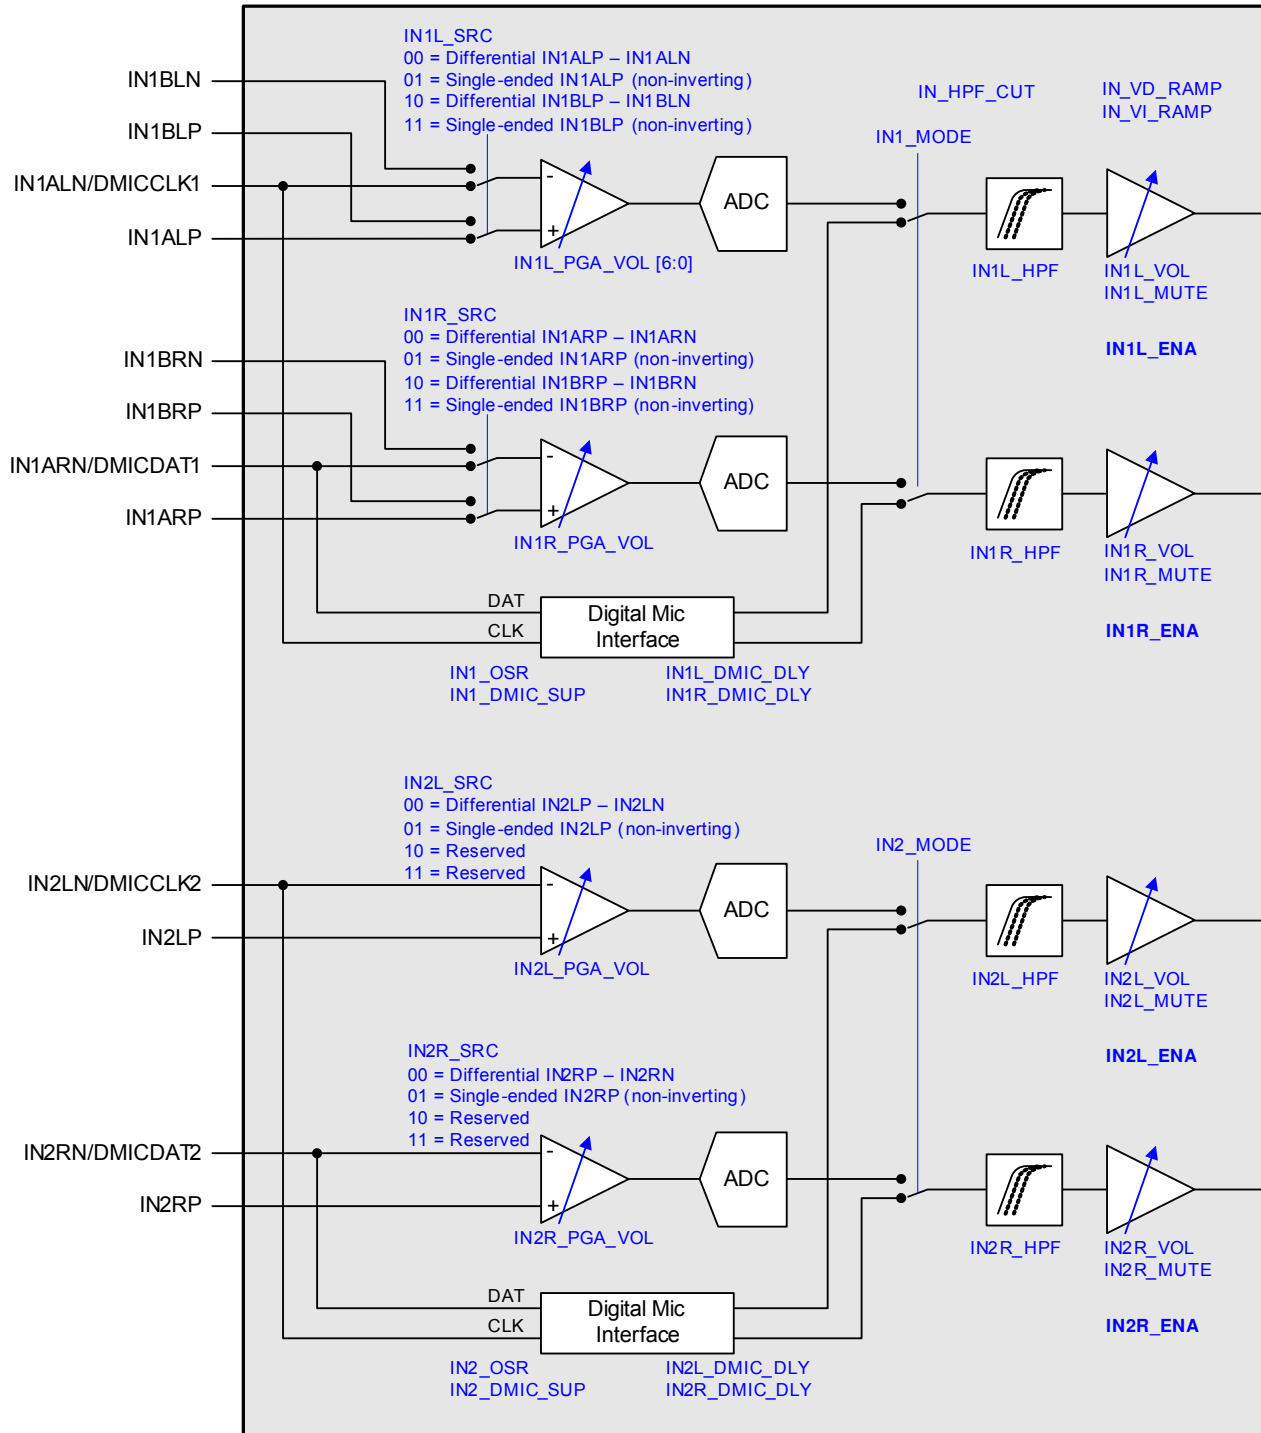 IN1L_SRC
00 = Differential IN1ALP – IN1ALN
01 = Single-ended IN1ALP (non-inverting)
10 = Differential IN1BLP – IN1BLN
11 = Single-ended IN1BLP (non-inverting)
IN1BLN
IN1BLP
IN1ALN/DMICCLK1
IN1ALP
-
+
IN1L_PGA_VOL [6:0]
ADC
IN1_MODE
IN_HPF_CUT
IN_VD_RAMP
IN_VI_RAMP
IN1L_HPF
IN1L_VOL
IN1L_MUTE
IN1L_ENA
IN1R_SRC
00 = Differential IN1ARP – IN1ARN
01 = Single-ended IN1ARP (non-inverting)
10 = Differential IN1BRP – IN1BRN
11 = Single-ended IN1BRP (non-inverting)
IN1BRN
IN1BRP
IN1ARN/DMICDAT1
IN1ARP
-
+
IN1R_PGA_VOL
ADC
IN1R_HPF
IN1R_VOL
IN1R_MUTE
IN1R_ENA
DAT
CLK
Digital Mic
Interface
IN1_OSR
IN1_DMIC_SUP
IN1L_DMIC_DLY
IN1R_DMIC_DLY
IN2L_SRC
00 = Differential IN2LP – IN2LN
01 = Single-ended IN2LP (non-inverting)
10 = Reserved
11 = Reserved
IN2LN/DMICCLK2
IN2LP
-
+
IN2L_PGA_VOL
ADC
IN2_MODE
IN2L_HPF
IN2L_VOL
IN2L_MUTE
IN2L_ENA
IN2R_SRC
00 = Differential IN2RP – IN2RN
01 = Single-ended IN2RP (non-inverting)
10 = Reserved
11 = Reserved
IN2RN/DMICDAT2
IN2RP
-
+
IN2R_PGA_VOL
ADC
IN2R_HPF
IN2R_VOL
IN2R_MUTE
IN2R_ENA
DAT
CLK
Digital Mic
Interface
IN2_OSR
IN2_DMIC_SUP
IN2L_DMIC_DLY
IN2R_DMIC_DLY